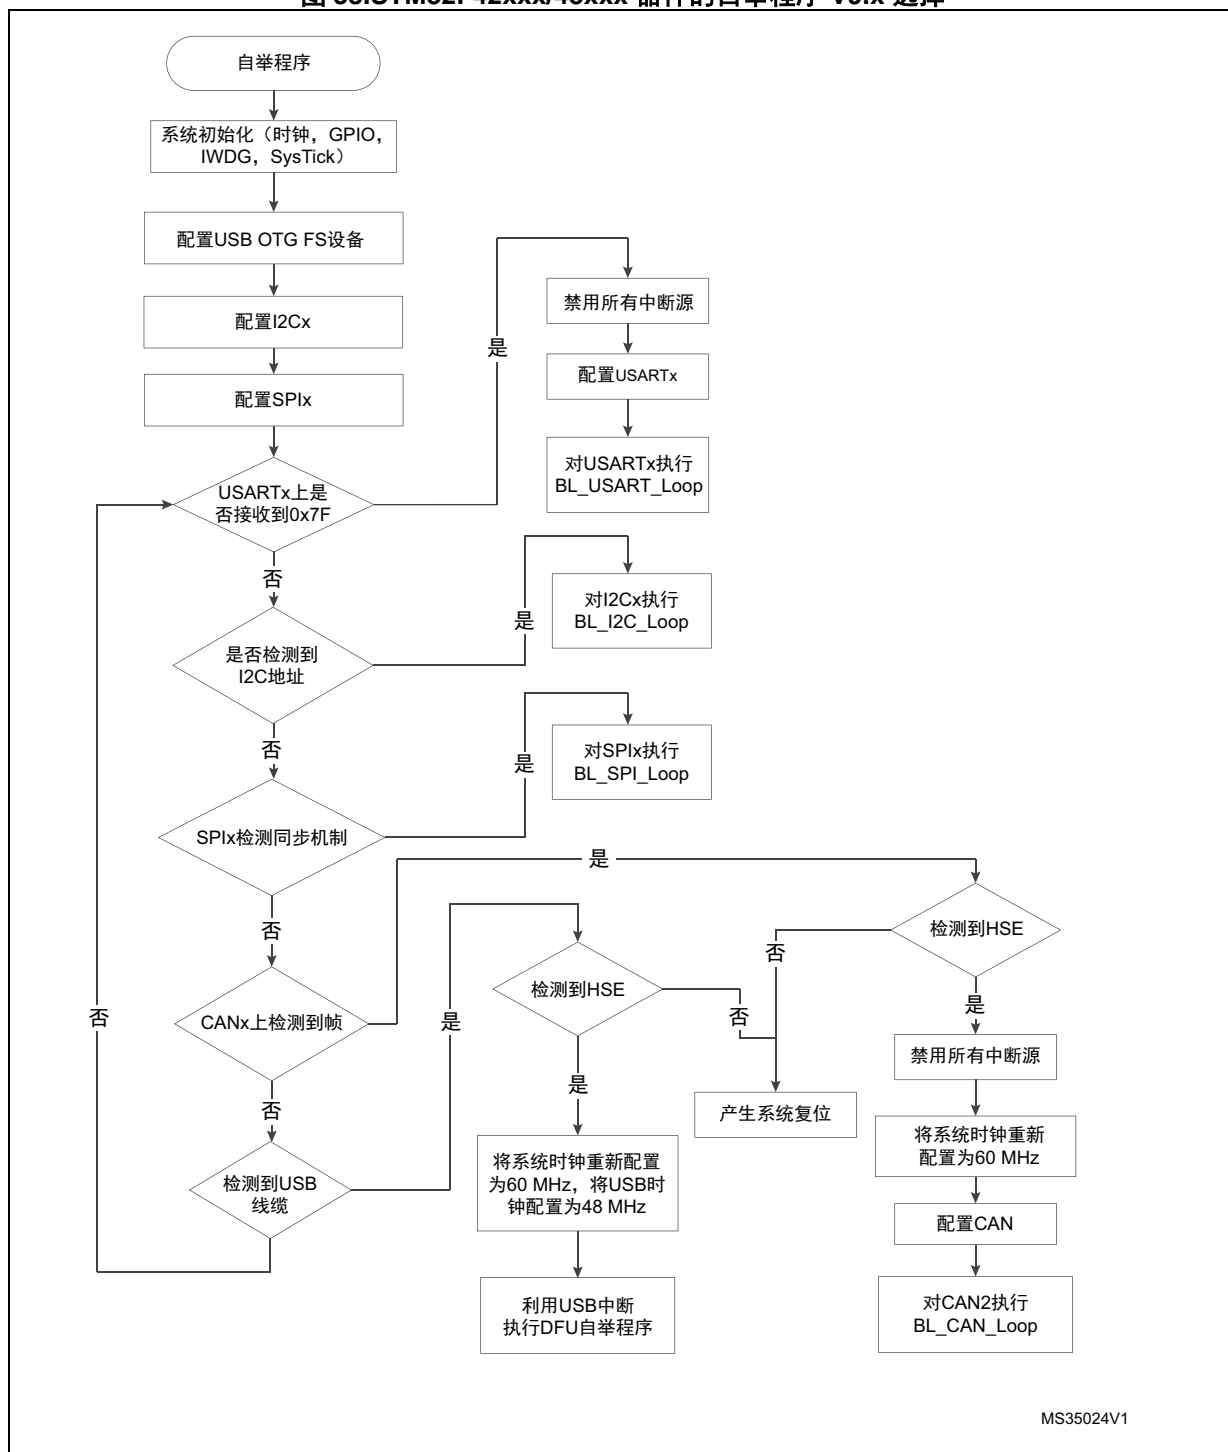 自举程序
系统初始化（时钟，GPIO，
IWDG，SysTick）
配置USB OTG FS设备
配置I2Cx
配置SPIx
USARTx上是
否接收到0x7F
是
禁用所有中断源
配置USARTx
对USARTx执行
BL_USART_Loop
否
是否检测到
I2C地址
是
对I2Cx执行
BL_I2C_Loop
否
SPIx检测同步机制
是
对SPIx执行
BL_SPI_Loop
否
CANx上检测到帧
是
检测到HSE
否
是
禁用所有中断源
将系统时钟重新
配置为60 MHz
配置CAN
对CAN2执行
BL_CAN_Loop
否
检测到USB
线缆
是
检测到HSE
否
产生系统复位
是
将系统时钟重新配置
为60 MHz，将USB时
钟配置为48 MHz
利用USB中断
执行DFU自举程序
否
MS35024V1